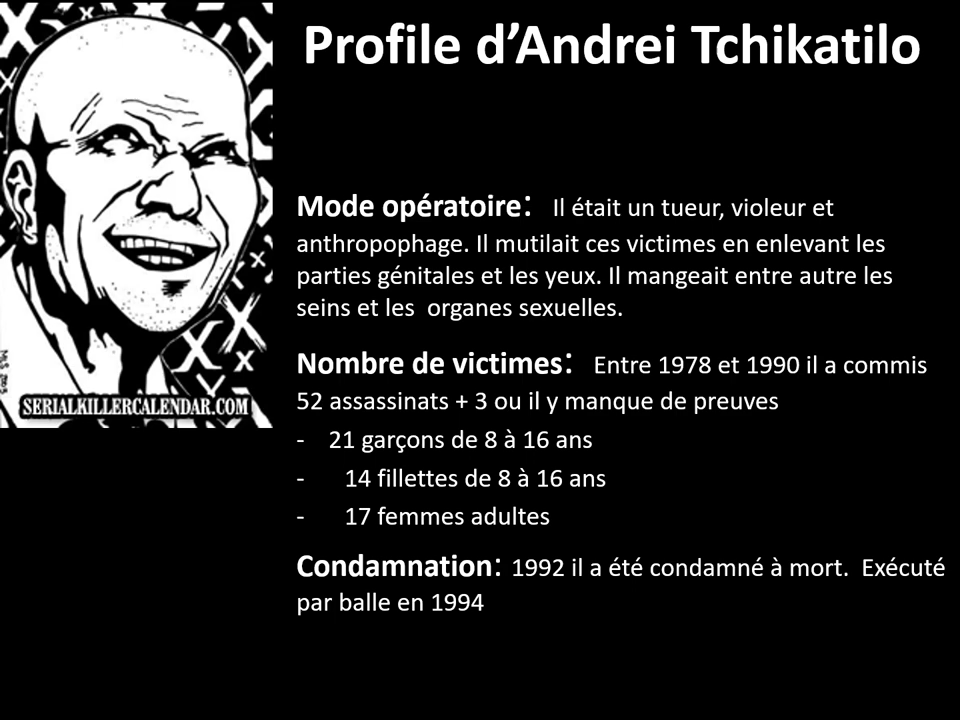 Profile d’Andrei Tchikatilo
Mode opératoire: Il était un tueur, violeur et
anthropophage. Il mutilait ces victimes en enlevant les
parties génitales et les yeux. Il mangeait entre autre les
seins et les organes sexuelles.
Nombre de victimes: Entre 1978 et 1990 il a commis
52 assassinats + 3 ou il y manque de preuves
- 21 garçons de 8 à 16 ans
- 14 fillettes de 8 à 16 ans
- 17 femmes adultes
Condamnation: 1992 il a été condamné à mort. Exécuté
par balle en 1994
SERIALKILLERCALENDAR.COM